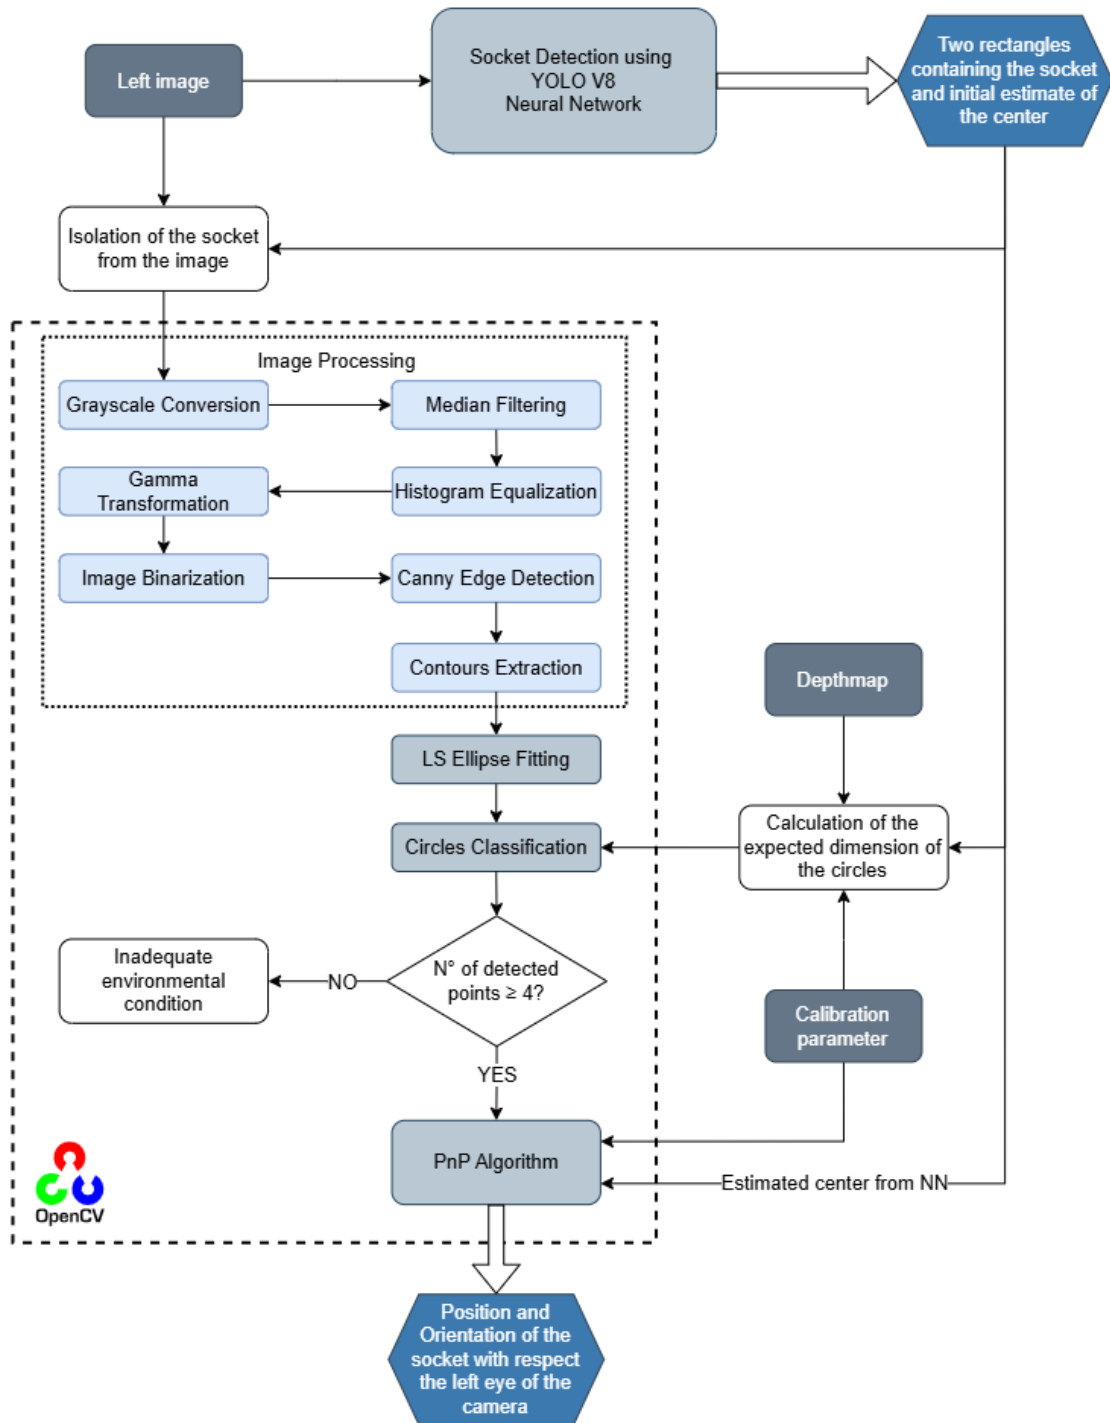 Left image
Socket Detection using
YOLO V8
Neural Network
Two rectangles
containing the socket
and initial estimate of
the center
Isolation of the socket
from the image
Image Processing
Grayscale Conversion
Median Filtering
Gamma
Transformation
Histogram Equalization
Image Binarization
Canny Edge Detection
Contours Extraction
Depthmap
LS Ellipse Fitting
Circles Classification
Calculation of the
expected dimension of
the circles
Inadequate
environmental
condition
NO
N° of detected
points ≥ 4?
Calibration
parameter
YES
PnP Algorithm
Estimated center from NN
OpenCV
Position and
Orientation of the
socket with respect
the left eye of the
camera